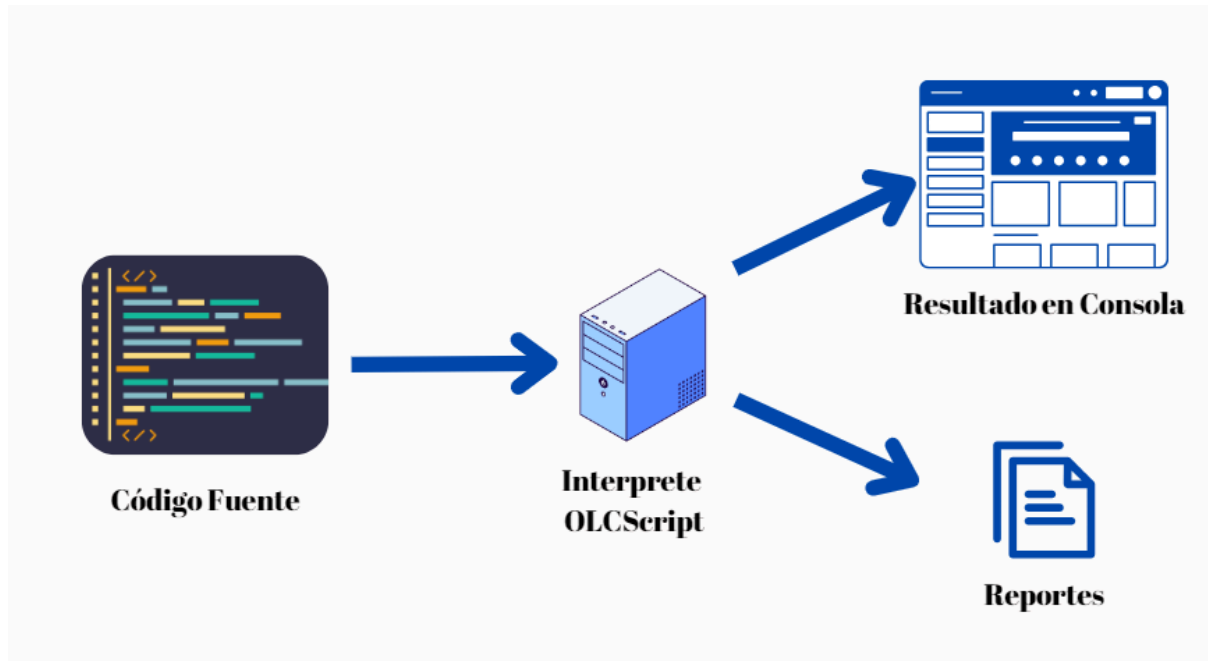 </>
</>
Código Fuente
Interprete
OLCScript
Resultado en Consola
Reportes